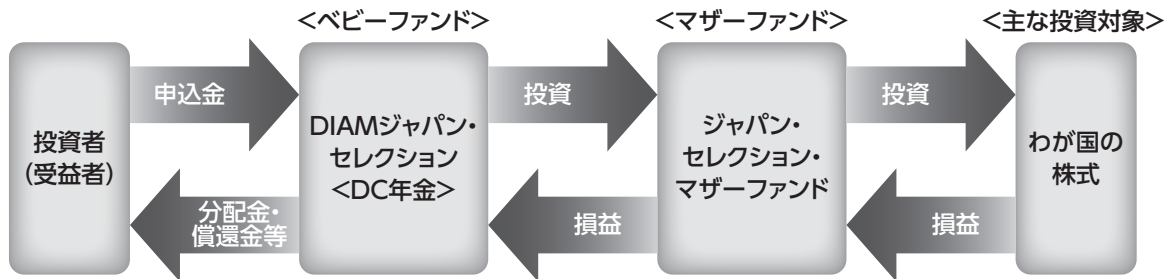 <ベビーファンド>
<マザーファンド>
<主な投資対象>
申込金
投資
投資
投資者
(受益者)
DIAMジャパン・
セレクション
<DC年金>
ジャパン・
セレクション・
マザーファンド
わが国の
株式
分配金・
償還金等
損益
損益